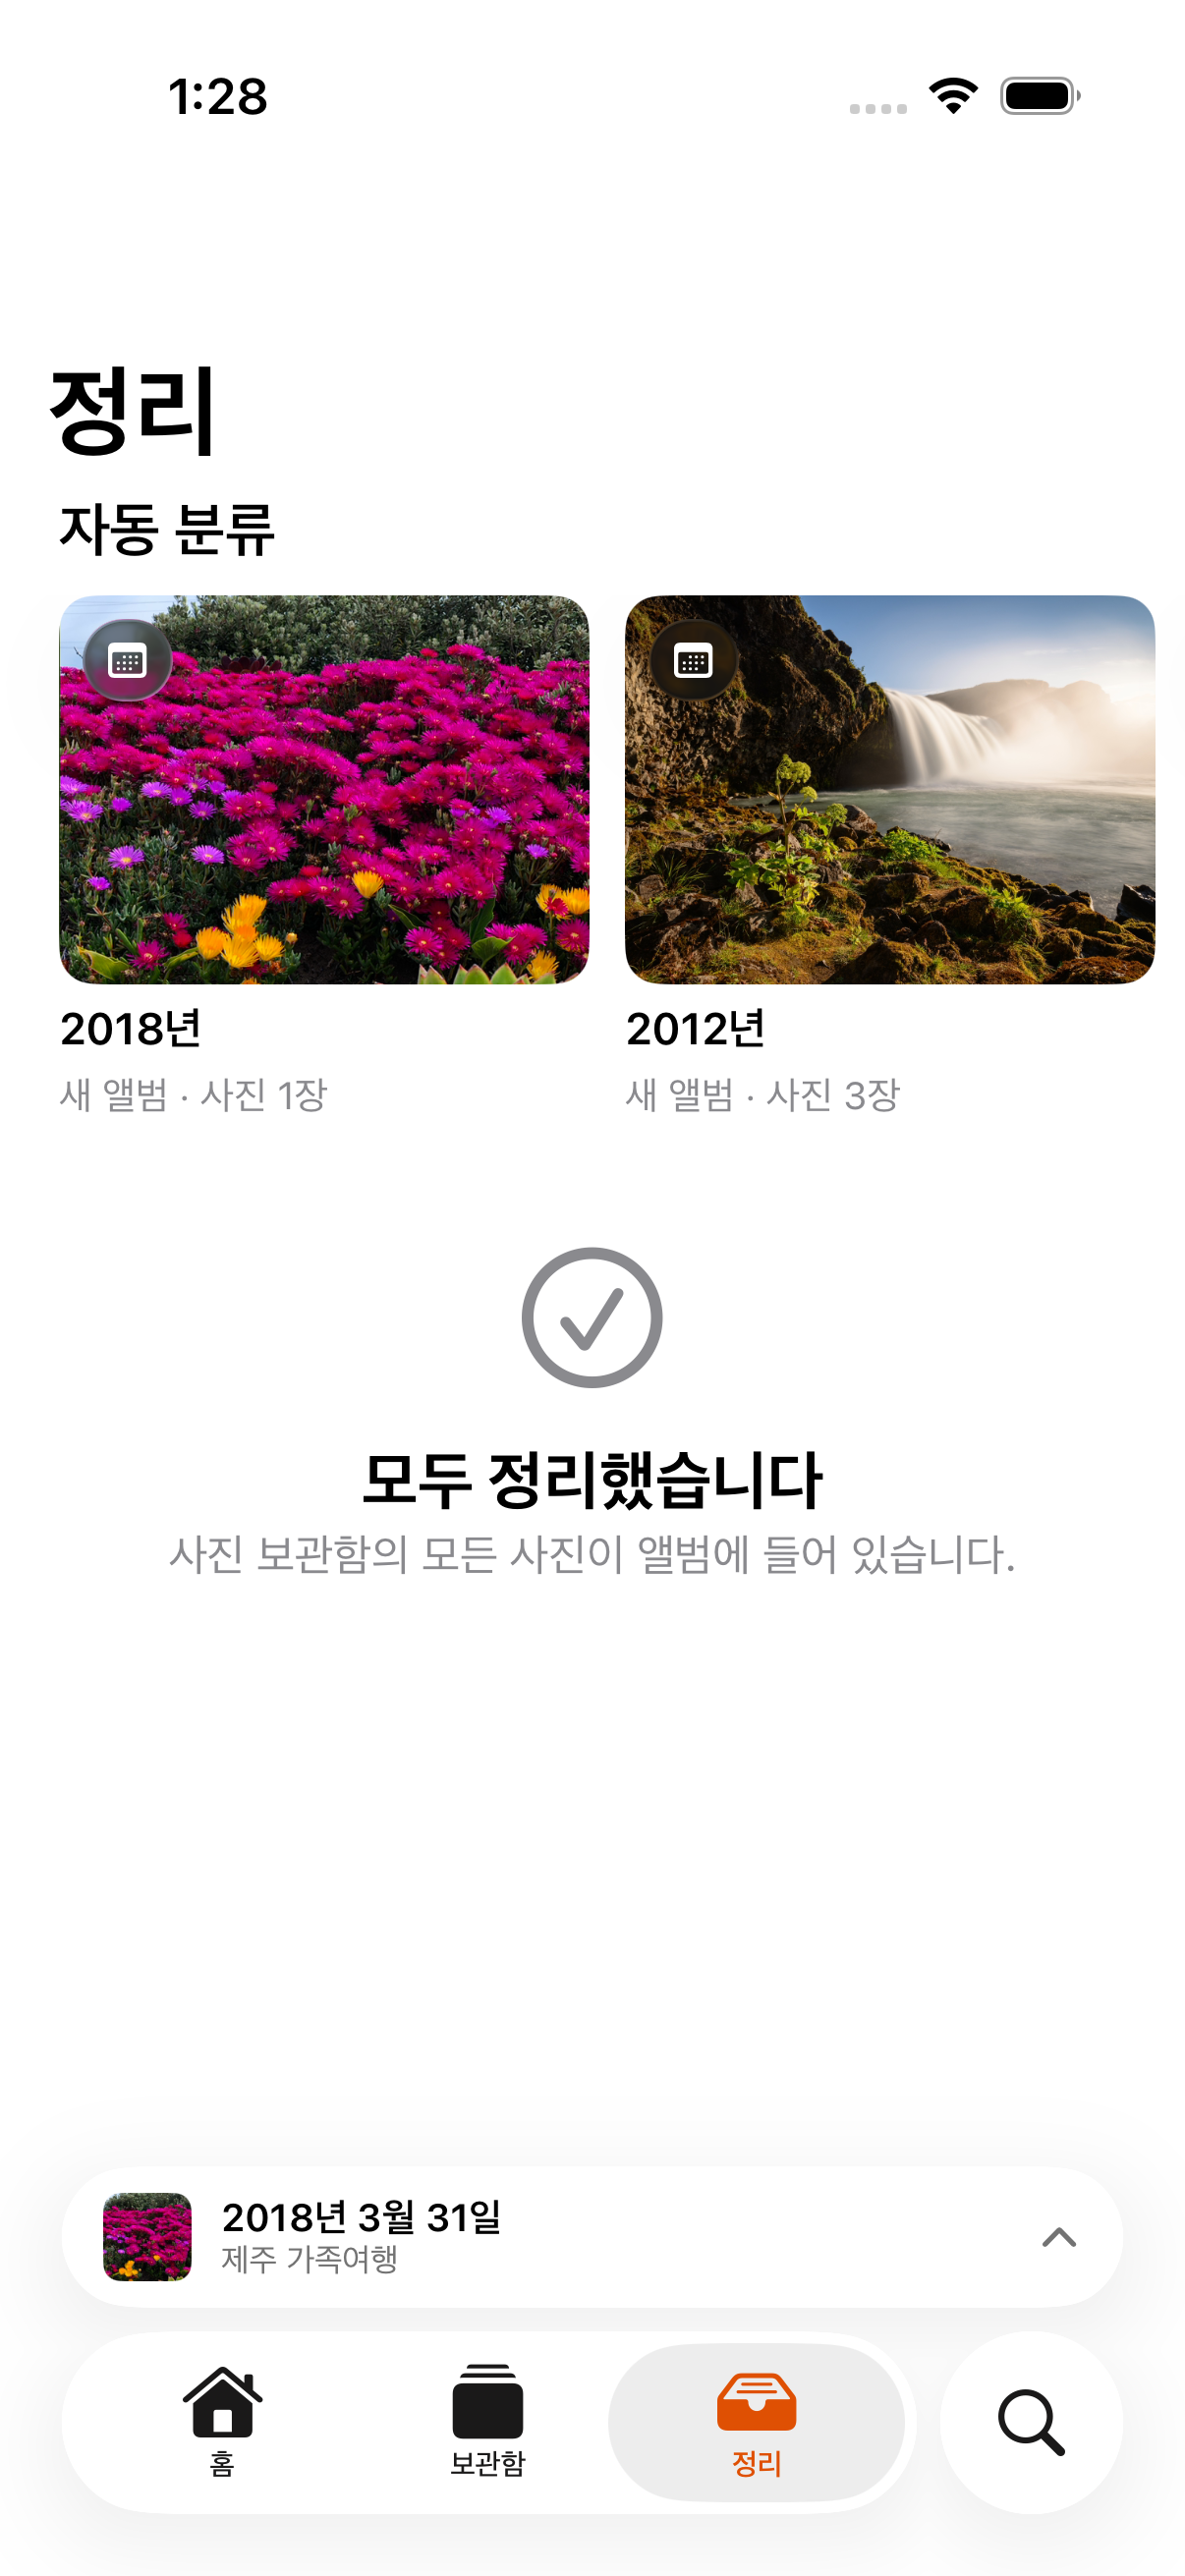 1:28
정리
자동 분류
2018년
새 앨범 · 사진 1장
2012년
새 앨범 · 사진 3장
모두 정리했습니다
사진 보관함의 모든 사진이 앨범에 들어 있습니다.
2018년 3월 31일
제주 가족여행
홈
보관함
정리